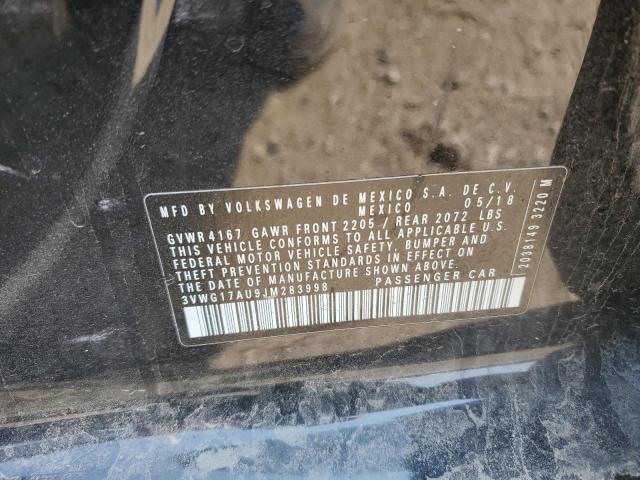 MFD BY VOLKSWAGEN DE MEXICO S.A. DE C.V.
MEXICO 05/18
GVWR 4167 GAWR FRONT 2205 / REAR 2072 LBS
THIS VEHICLE CONFORMS TO ALL APPLICABLE U.S.
FEDERAL MOTOR VEHICLE SAFETY, BUMPER AND
THEFT PREVENTION STANDARDS IN EFFECT ON
THE DATE OF MANUFACTURE SHOWN ABOVE.
3VWG17AU9JM283998 PASSENGER CAR
2038149 3220 M